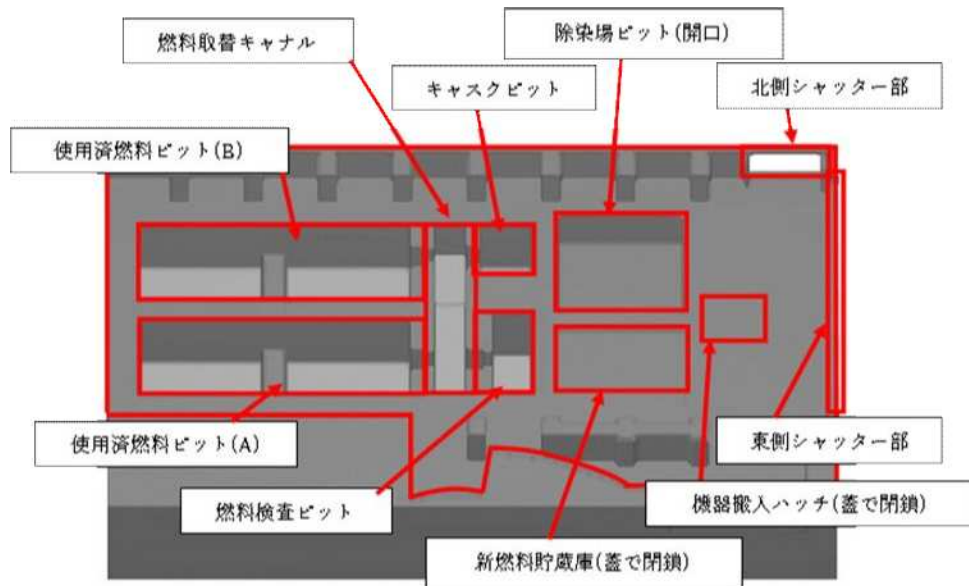 除染場ピット(開口)
燃料取替キャナル
キャスクピット
北側シャッター部
使用済燃料ピット(B)
使用済燃料ピット(A)
東側シャッター部
燃料検査ピット
機器搬入ハッチ(蓋で閉鎖)
新燃料貯蔵庫(蓋で閉鎖)